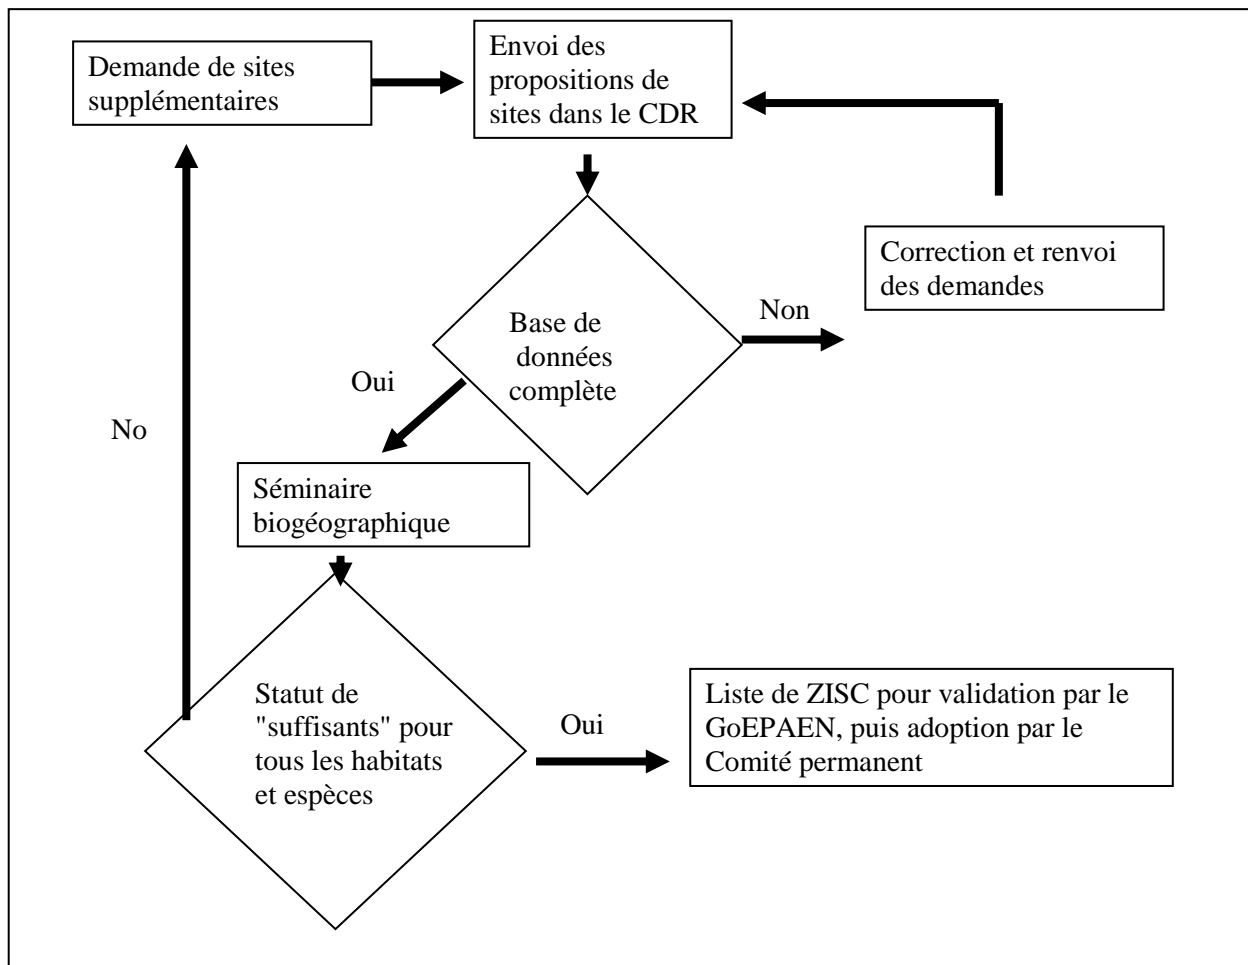 Demande de sites
supplémentaires
Envoi des
propositions de
sites dans le CDR
Correction et renvoi
des demandes
Non
Base de
données
complète
Oui
No
Séminaire
biogéographique
Statut de
"suffisants" pour
tous les habitats
et espèces
Oui
Liste de ZISC pour validation par le
GoEPAEN, puis adoption par le
Comité permanent